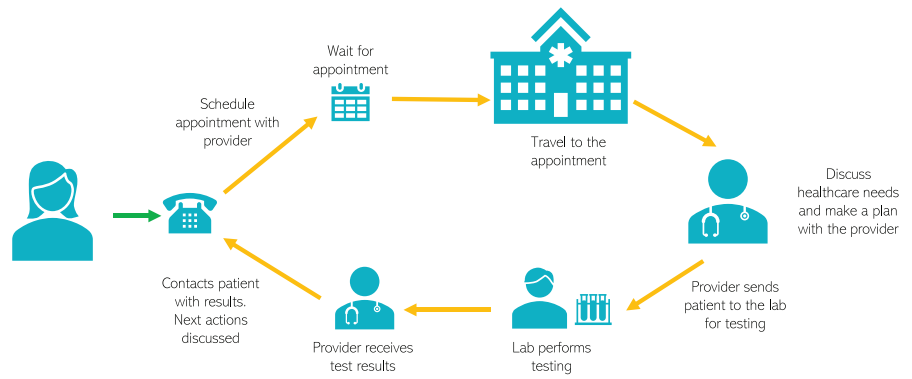 Wait for
appointment
Schedule
appointment with
provider
Travel to the
appointment
Discuss
healthcare needs
and make a plan
with the provider
Provider sends
patient to the lab
for testing
Lab performs
testing
Provider receives
test results
Contacts patient
with results.
Next actions
discussed